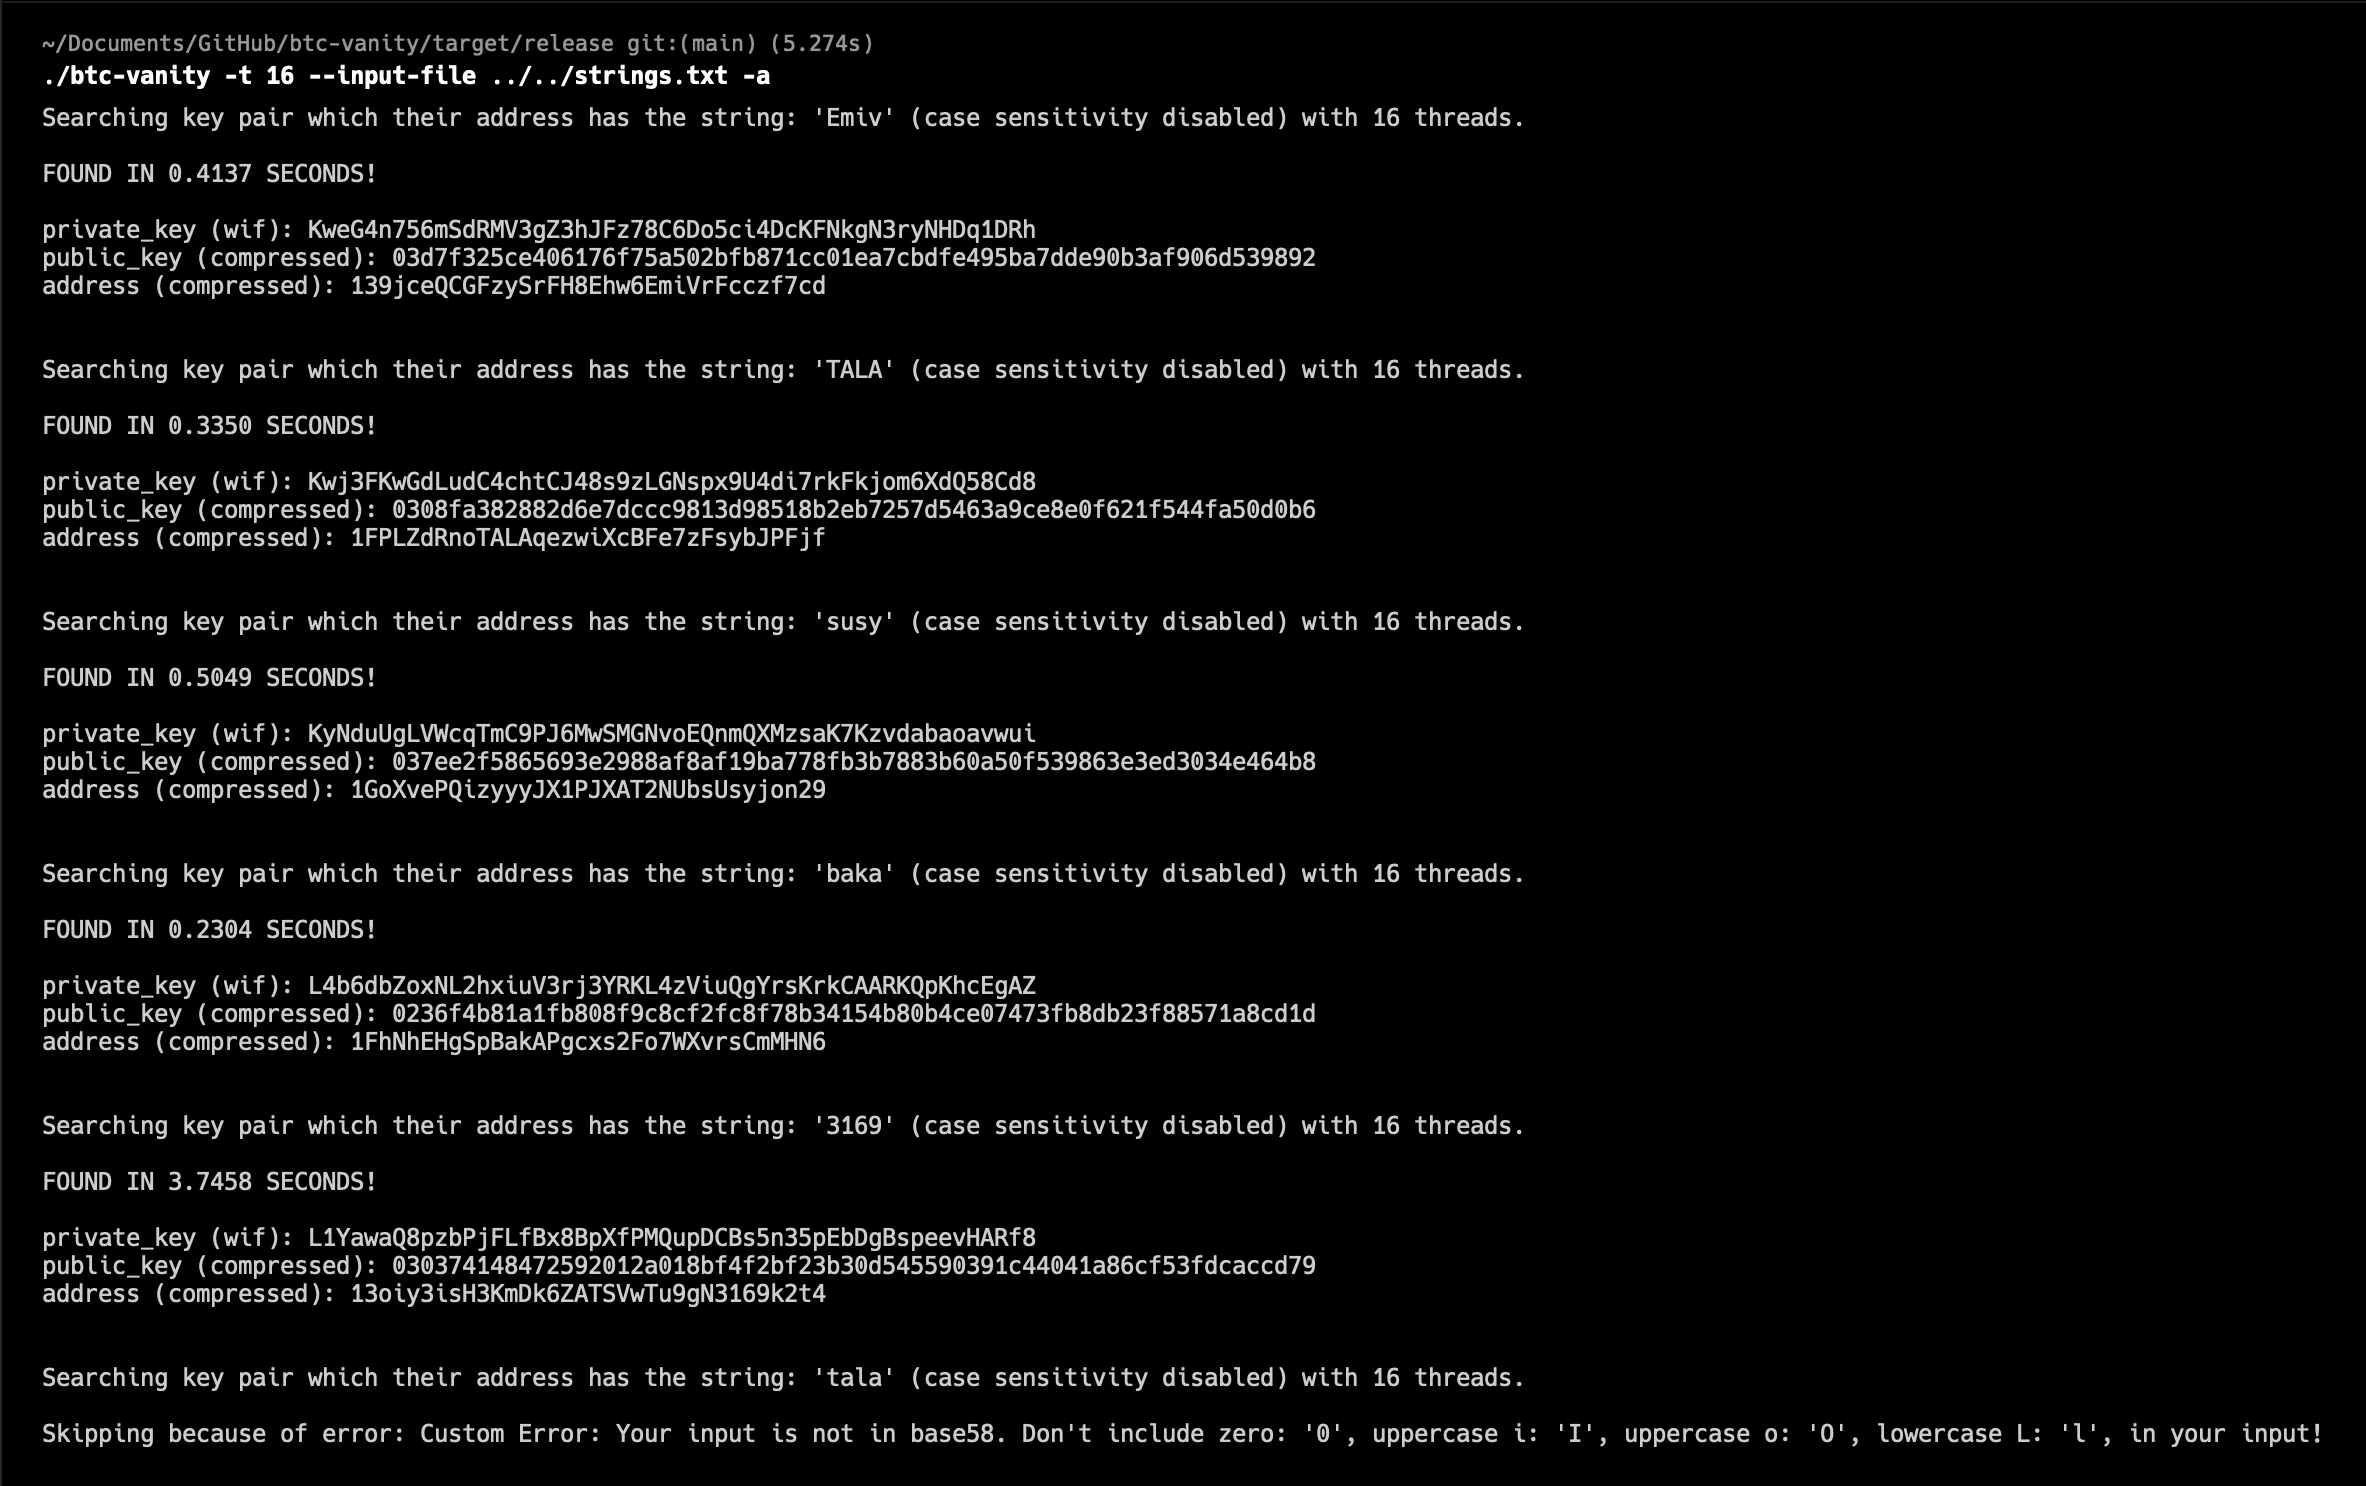 ~/Documents/GitHub/btc-vanity/target/release git:(main) (5.274s)
./btc-vanity -t 16 --input-file ../../strings.txt -a
Searching key pair which their address has the string: 'Emiv' (case sensitivity disabled) with 16 threads.
FOUND IN 0.4137 SECONDS!
private_key (wif): KweG4n756mSdRMV3gZ3hJFz78C6Do5ci4DcKFNkgN3ryNHDq1DRh
public_key (compressed): 03d7f325ce406176f75a502bfb871cc01ea7cbdfe495ba7dde90b3af906d539892
address (compressed): 139jceQCGFzySrFH8Ehw6EmiVrFcczf7cd
Searching key pair which their address has the string: 'TALA' (case sensitivity disabled) with 16 threads.
FOUND IN 0.3350 SECONDS!
private_key (wif): Kwj3FKwGdLudC4chtCJ48s9zLGNspx9U4di7rkFkjom6XdQ58Cd8
public_key (compressed): 0308fa382882d6e7dccc9813d98518b2eb7257d5463a9ce8e0f621f544fa50d0b6
address (compressed): 1FPLZdRnoTALAqezwiXcBFe7zFsybJPFjf
Searching key pair which their address has the string: 'susy' (case sensitivity disabled) with 16 threads.
FOUND IN 0.5049 SECONDS!
private_key (wif): KyNduUgLVWcqTmC9PJ6MwSMGNvoEQnmQXMzsaK7Kzvdabaoavwui
public_key (compressed): 037ee2f5865693e2988af8af19ba778fb3b7883b60a50f539863e3ed3034e464b8
address (compressed): 1GoXvePQizyyyJX1PJXAT2NUbsUsyjon29
Searching key pair which their address has the string: 'baka' (case sensitivity disabled) with 16 threads.
FOUND IN 0.2304 SECONDS!
private_key (wif): L4b6dbZoxNL2hxiuV3rj3YRKL4zViuQgYrsKrkCAARKQpKhcEgAZ
public_key (compressed): 0236f4b81a1fb808f9c8cf2fc8f78b34154b80b4ce07473fb8db23f88571a8cd1d
address (compressed): 1FhNhEHgSpBakAPgcxs2Fo7WXvrsCmMHN6
Searching key pair which their address has the string: '3169' (case sensitivity disabled) with 16 threads.
FOUND IN 3.7458 SECONDS!
private_key (wif): L1YawaQ8pzbPjFLfBx8BpXfPMQupDCBs5n35pEbDgBspeevHARf8
public_key (compressed): 030374148472592012a018bf4f2bf23b30d545590391c44041a86cf53fdcaccd79
address (compressed): 13oiy3isH3KmDk6ZATSVwTu9gN3169k2t4
Searching key pair which their address has the string: 'tala' (case sensitivity disabled) with 16 threads.
Skipping because of error: Custom Error: Your input is not in base58. Don't include zero: '0', uppercase i: 'I', uppercase o: 'O', lowercase L: 'l', in your input!